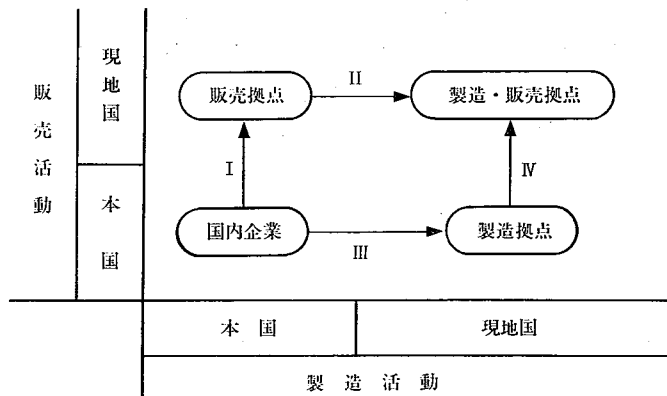 販売活動
現地国
本国
販売拠点
II
製造・販売拠点
I
IV
国内企業
III
製造拠点
本国
現地国
製造活動